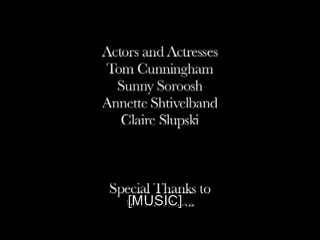 Actors and Actresses
Tom Cunningham
Sunny Soroosh
Annette Shtivelband
Claire Slupski
Special Thanks to
[MUSIC]...